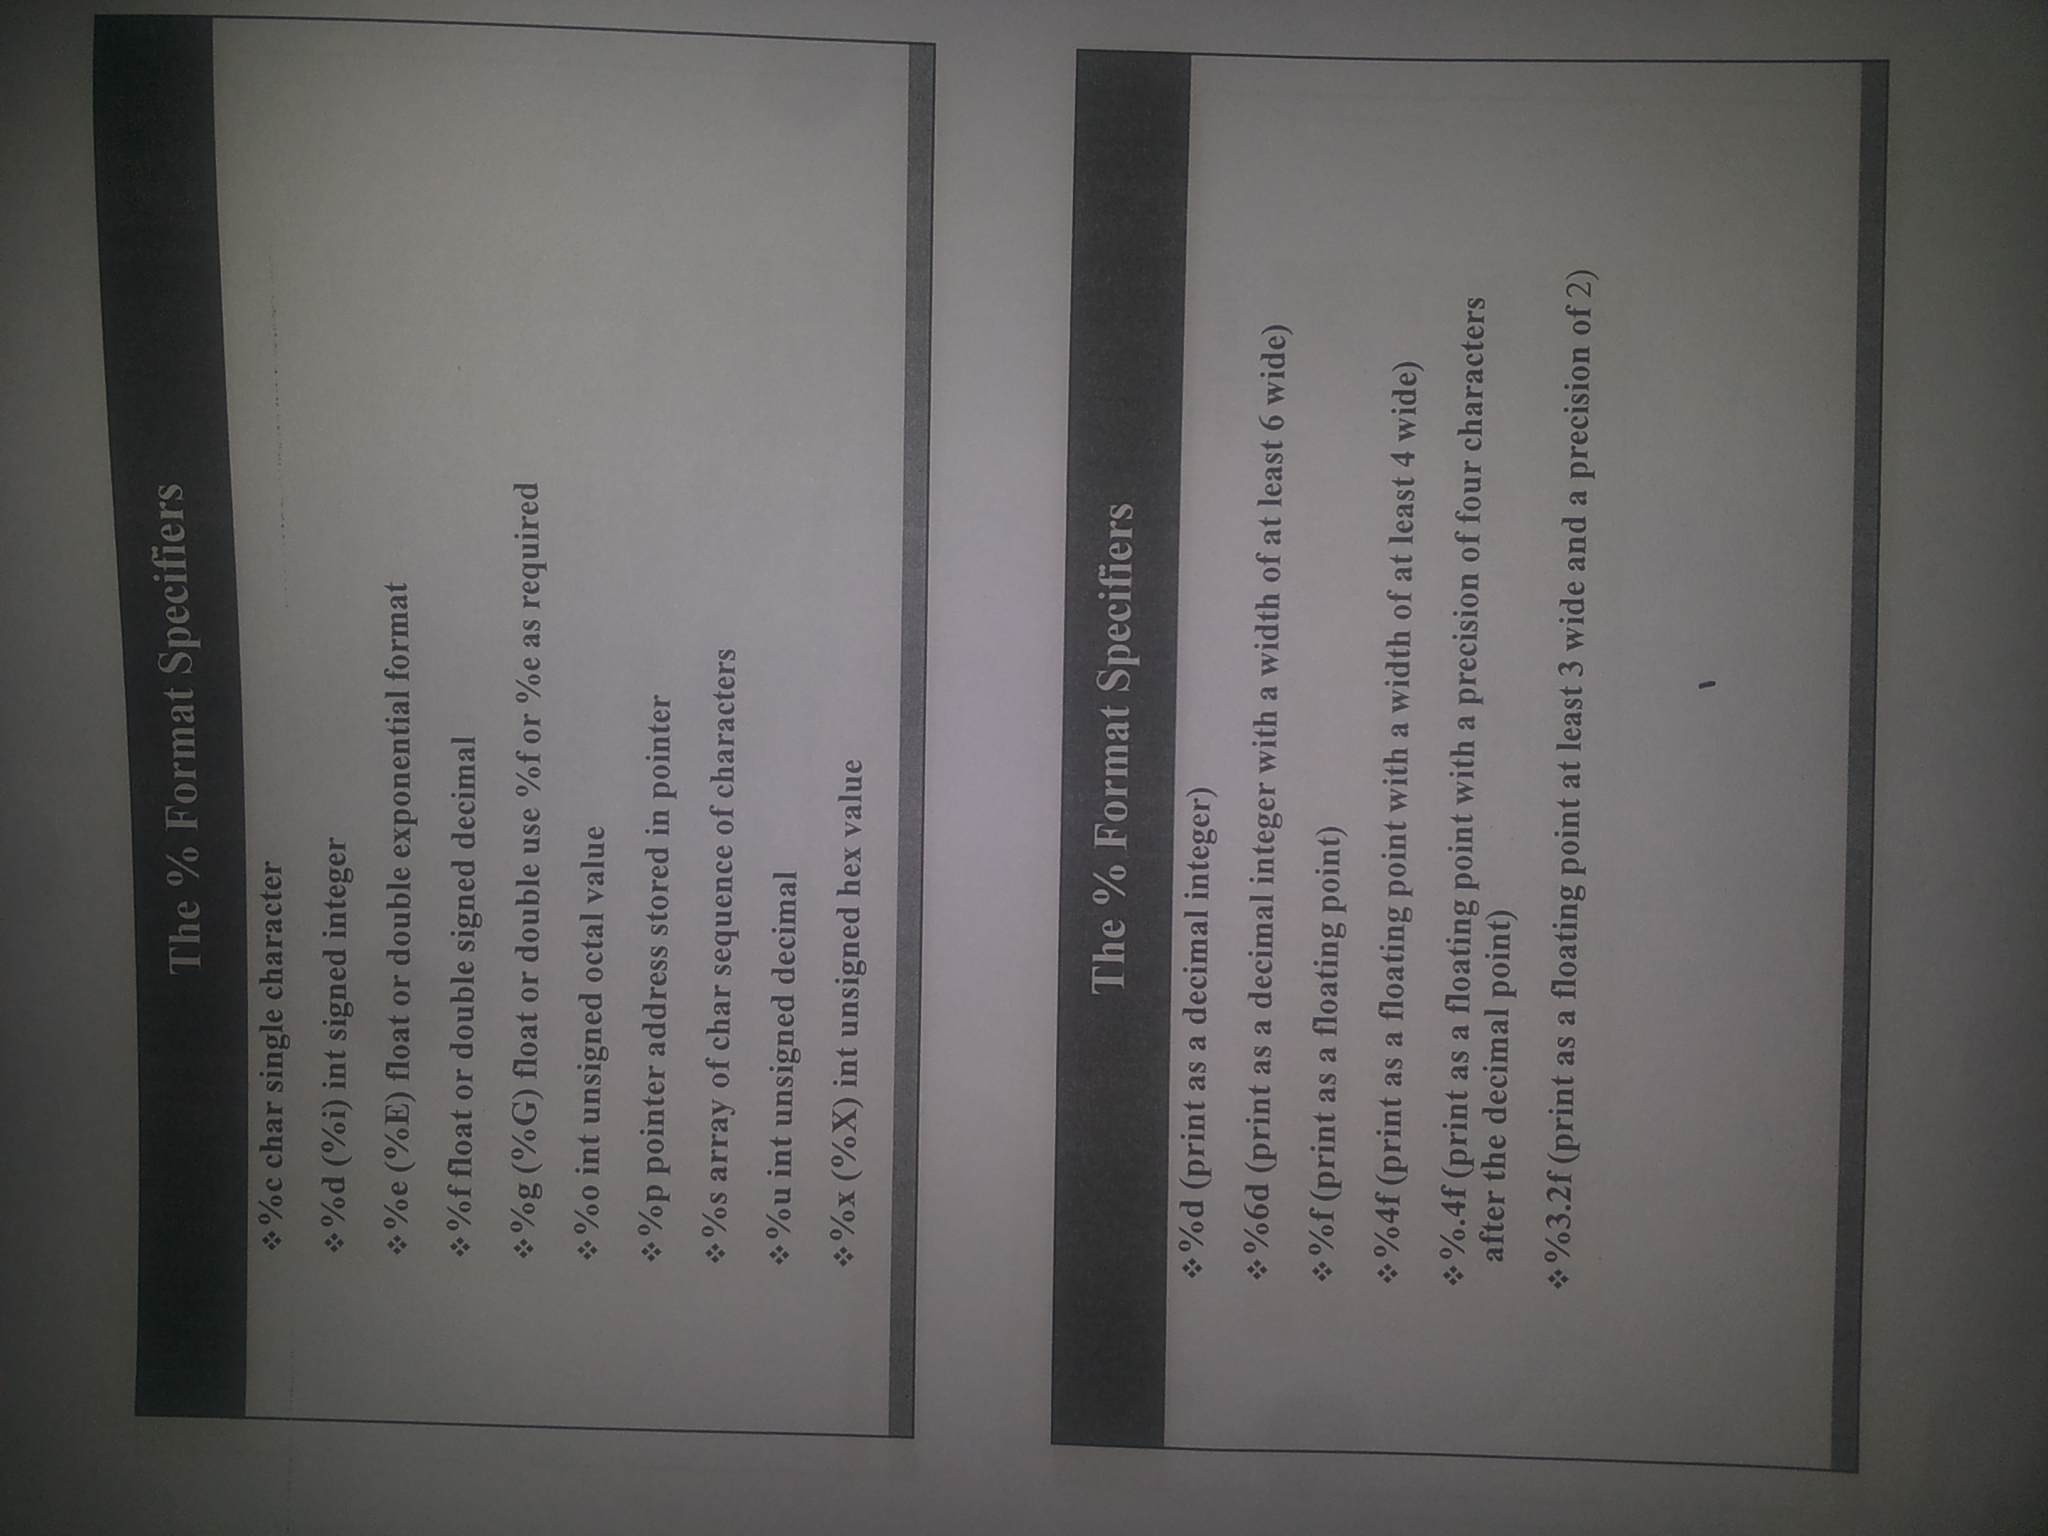 The % Format Specifiers
❖%c char single character
❖%d (%i) int signed integer
❖%e (%E) float or double exponential format
❖%f float or double signed decimal
❖%g (%G) float or double use %f or %e as required
❖%o int unsigned octal value
❖%p pointer address stored in pointer
❖%s array of char sequence of characters
❖%u int unsigned decimal
❖%x (%X) int unsigned hex value
The % Format Specifiers
❖%d (print as a decimal integer)
❖%6d (print as a decimal integer with a width of at least 6 wide)
❖%f (print as a floating point)
❖%4f (print as a floating point with a width of at least 4 wide)
❖%.4f (print as a floating point with a precision of four characters
after the decimal point)
❖%3.2f (print as a floating point at least 3 wide and a precision of 2)